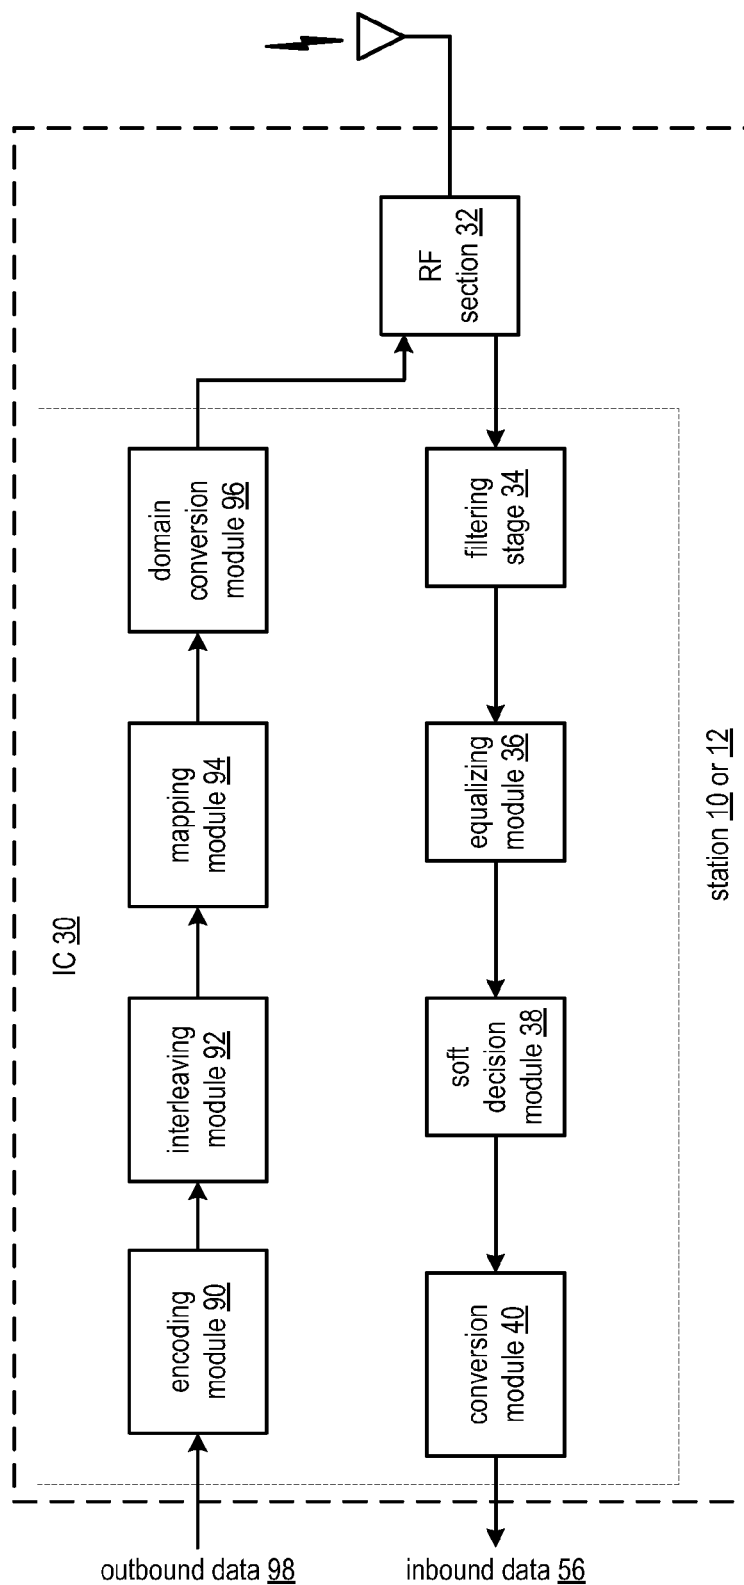 RF
section 32
domain
conversion
module 96
filtering
stage 34
mapping
module 94
equalizing
module 36
IC 30
station 10 or 12
interleaving
module 92
soft
decision
module 38
encoding
module 90
conversion
module 40
outbound data 98
inbound data 56